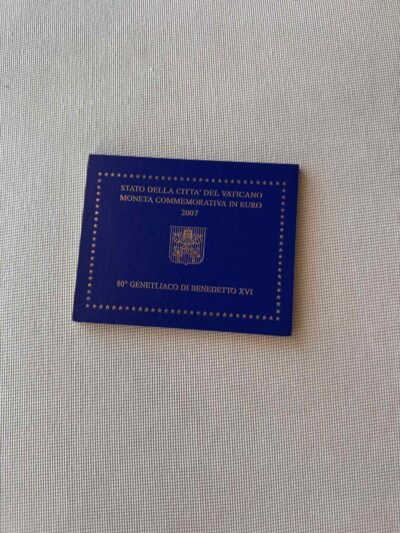 STATO DELLA CITTA' DEL VATICANO
MONETA COMMEMORATIVA IN EURO
2007
80° GENETLIACO DI BENEDETTO XVI